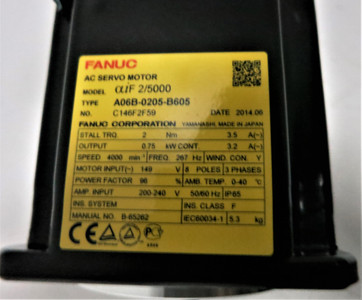 FANUC
AC SERVO MOTOR
MODEL αiF 2/5000
TYPE A06B-0205-B605
NO. C146F2F59 DATE 2014.06
FANUC CORPORATION YAMANASHI, MADE IN JAPAN
STALL TRQ. 2 Nm 3.5 A(~)
OUTPUT 0.75 kW CONT. 3.2 A(~)
SPEED 4000 min⁻¹ FREQ. 267 Hz WIND. CON. Y
MOTOR INPUT(~) 149 V 8 POLES 3 PHASES
POWER FACTOR 96 % AMB. TEMP. 0-40 ℃
AMP. INPUT 200-240 V 50/60 Hz IP65
INS. SYSTEM INS. CLASS F
MANUAL NO. B-65262 IEC60034-1 5.3 kg
CE